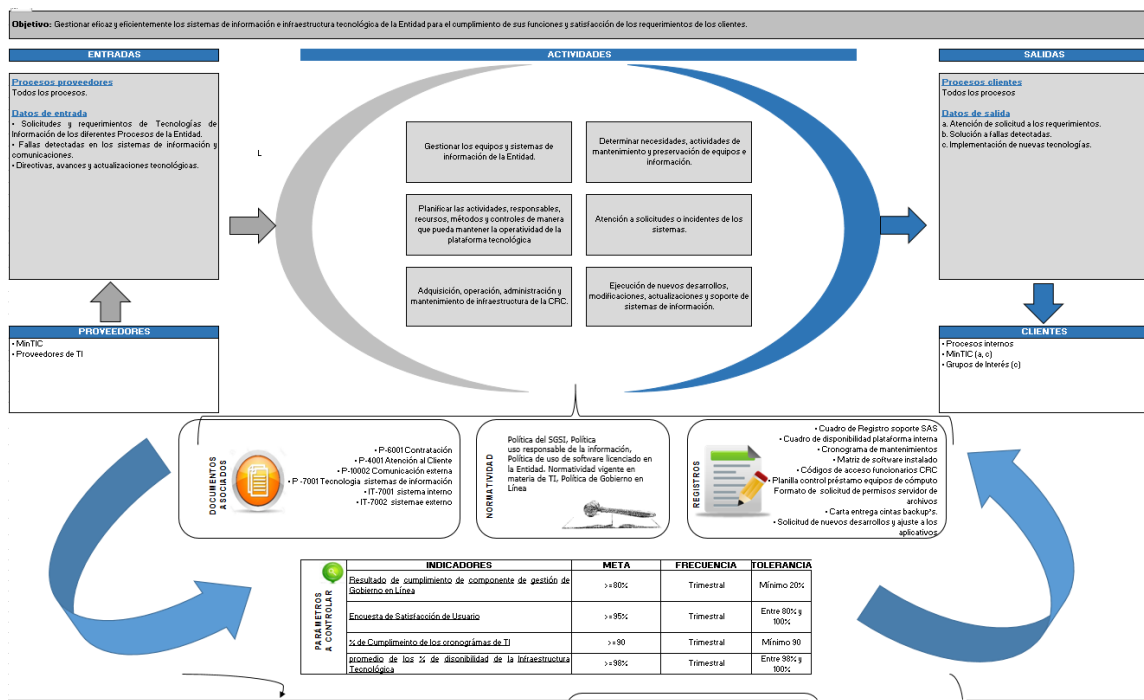 Objetivo: Gestionar eficaz y eficientemente los sistemas de información e infraestructura tecnológica de la Entidad para el cumplimiento de sus funciones y satisfacción de los requerimientos de los clientes.
ENTRADAS
Procesos proveedores
Todos los procesos.
Datos de entrada
• Solicitudes y requerimientos de Tecnologías de
Información de los diferentes Procesos de la Entidad.
• Fallas detectadas en los sistemas de información y
comunicaciones.
• Directivas, avances y actualizaciones tecnológicas.
L
PROVEEDORES
• MinTIC
• Proveedores de TI
ACTIVIDADES
Gestionar los equipos y sistemas de
información de la Entidad.
Determinar necesidades, actividades de
mantenimiento y preservación de equipos e
información.
Planificar las actividades, responsables,
recursos, métodos y controles de manera
que pueda mantener la operatividad de la
plataforma tecnológica
Atención a solicitudes o incidentes de los
sistemas.
Adquisición, operación, administración y
mantenimiento de infraestructura de la CRC.
Ejecución de nuevos desarrollos,
modificaciones, actualizaciones y soporte de
sistemas de información.
SALIDAS
Procesos clientes
Todos los procesos
Datos de salida
a. Atención de solicitud a los requerimientos.
b. Solución a fallas detectadas.
c. Implementación de nuevas tecnologías.
CLIENTES
• Procesos internos
• MinTIC (a, c)
• Grupos de Interés (c)
DOCUMENTOS
ASOCIADOS
• P-6001 Contratación
• P-4001 Atención al Cliente
• P-10002 Comunicación externa
• P -7001 Tecnologia sistemas de información
• IT-7001 sistema interno
• IT-7002 sistemae externo
NORMATIVIDAD
Política del SGSI, Política
uso responsable de la información,
Política de uso de software licenciado en
la Entidad. Normatividad vigente en
materia de TI. Política de Gobierno en
Línea
REGISTROS
• Cuadro de Registro soporte SAS
• Cuadro de disponibilidad plataforma interna
• Cronograma de mantenimientos
• Matriz de software instalado
• Códigos de acceso funcionarios CRC
• Planilla control préstamo equipos de cómputo
Formato de solicitud de permisos servidor de
archivos
• Carta entrega cintas backup's.
• Solicitud de nuevos desarrollos y ajuste a los
aplicativos
PARÁMETROS
A CONTROLAR
INDICADORES META FRECUENCIA TOLERANCIA
Resultado de cumplimiento de componente de gestión de
Gobierno en Línea >=80% Trimestral Mínimo 20%
Encuesta de Satisfacción de Usuario >=95% Trimestral Entre 80% y
100%
% de Cumplimeinto de los cronográmas de TI >=90 Trimestral Mínimo 90
promedio de los % de disonibilidad de la Infraestructura
Tecnológica >=98% Trimestral Entre 98% y
100%